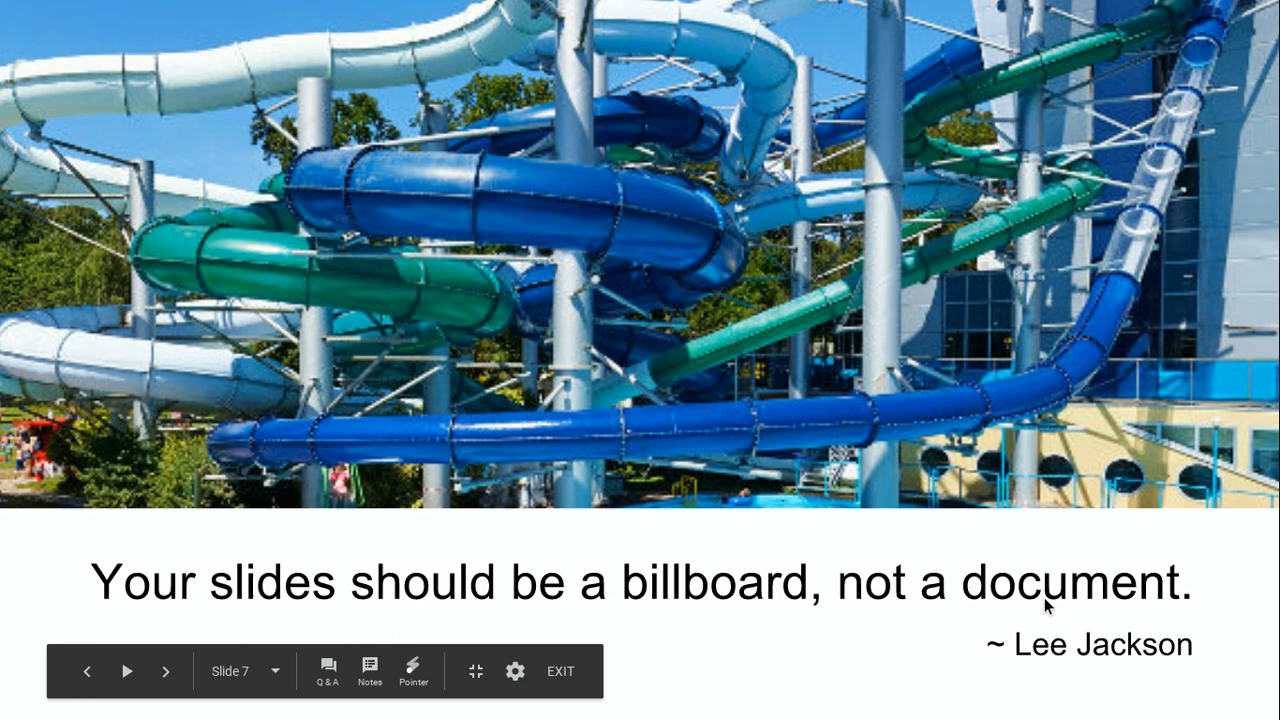 Your slides should be a billboard, not a document.
~ Lee Jackson
Slide 7
Q & A
Notes
Pointer
EXIT